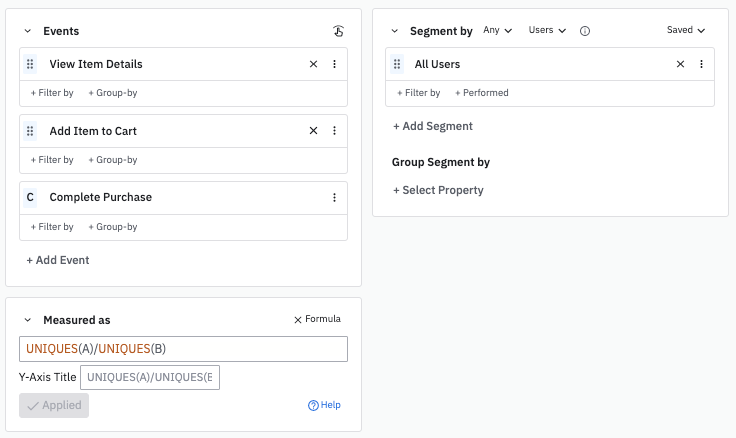 Events
View Item Details
+ Filter by + Group-by
Add Item to Cart
+ Filter by + Group-by
C Complete Purchase
+ Filter by + Group-by
+ Add Event
Measured as
Formula
UNIQUES(A)/UNIQUES(B)
Y-Axis Title UNIQUES(A)/UNIQUES(E
Applied
Help
Segment by Any Users Saved
All Users
+ Filter by + Performed
+ Add Segment
Group Segment by
+ Select Property